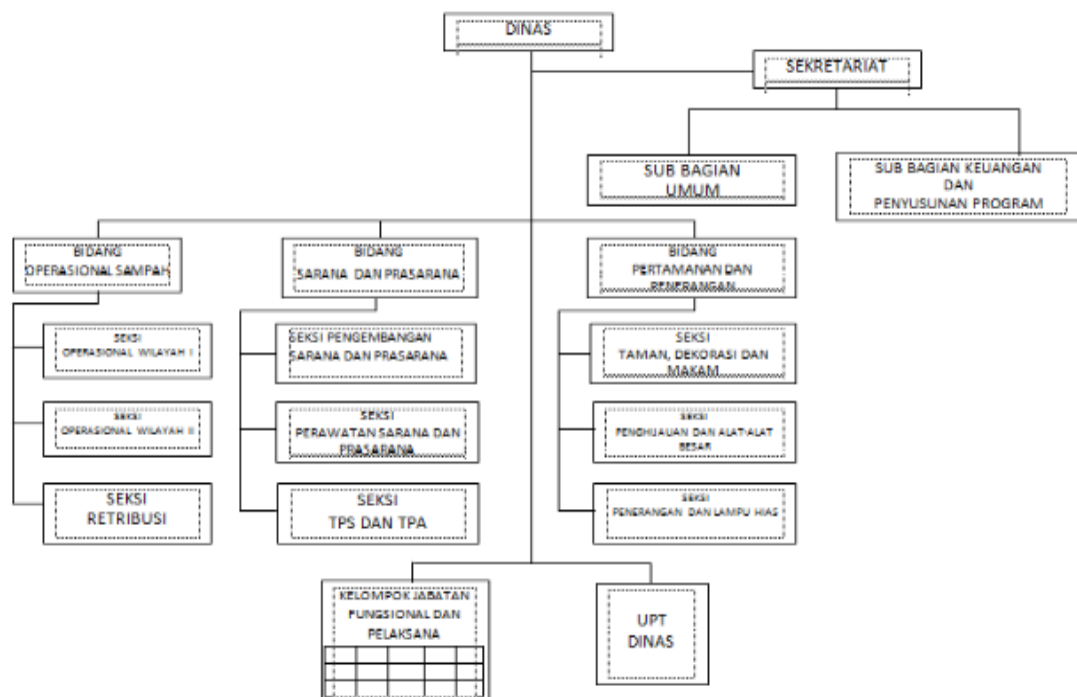 DINAS
SEKRETARIAT
SUB BAGIAN
UMUM
SUB BAGIAN KEUANGAN
DAN
PENYUSUNAN PROGRAM
BIDANG
OPERASIONAL SAMPAH
BIDANG
SARANA DAN PRASARANA
BIDANG
PERTAMANAN DAN
PENERANGAN
SEKSI
OPERASIONAL WILAYAH I
SEKSI PENGEMBANGAN
SARANA DAN PRASARANA
SEKSI
TAMAN, DEKORASI DAN
MAKAM
SEKSI
OPERASIONAL WILAYAH II
SEKSI
PERAWATAN SARANA DAN
PRASARANA
SEKSI
PENGHIJAUAN DAN ALAT-ALAT
BESAR
SEKSI
RETRIBUSI
SEKSI
TPS DAN TPA
SEKSI
PENERANGAN DAN LAMPU HIAS
KELOMPOK JABATAN
FUNGSIONAL DAN
PELAKSANA
UPT
DINAS